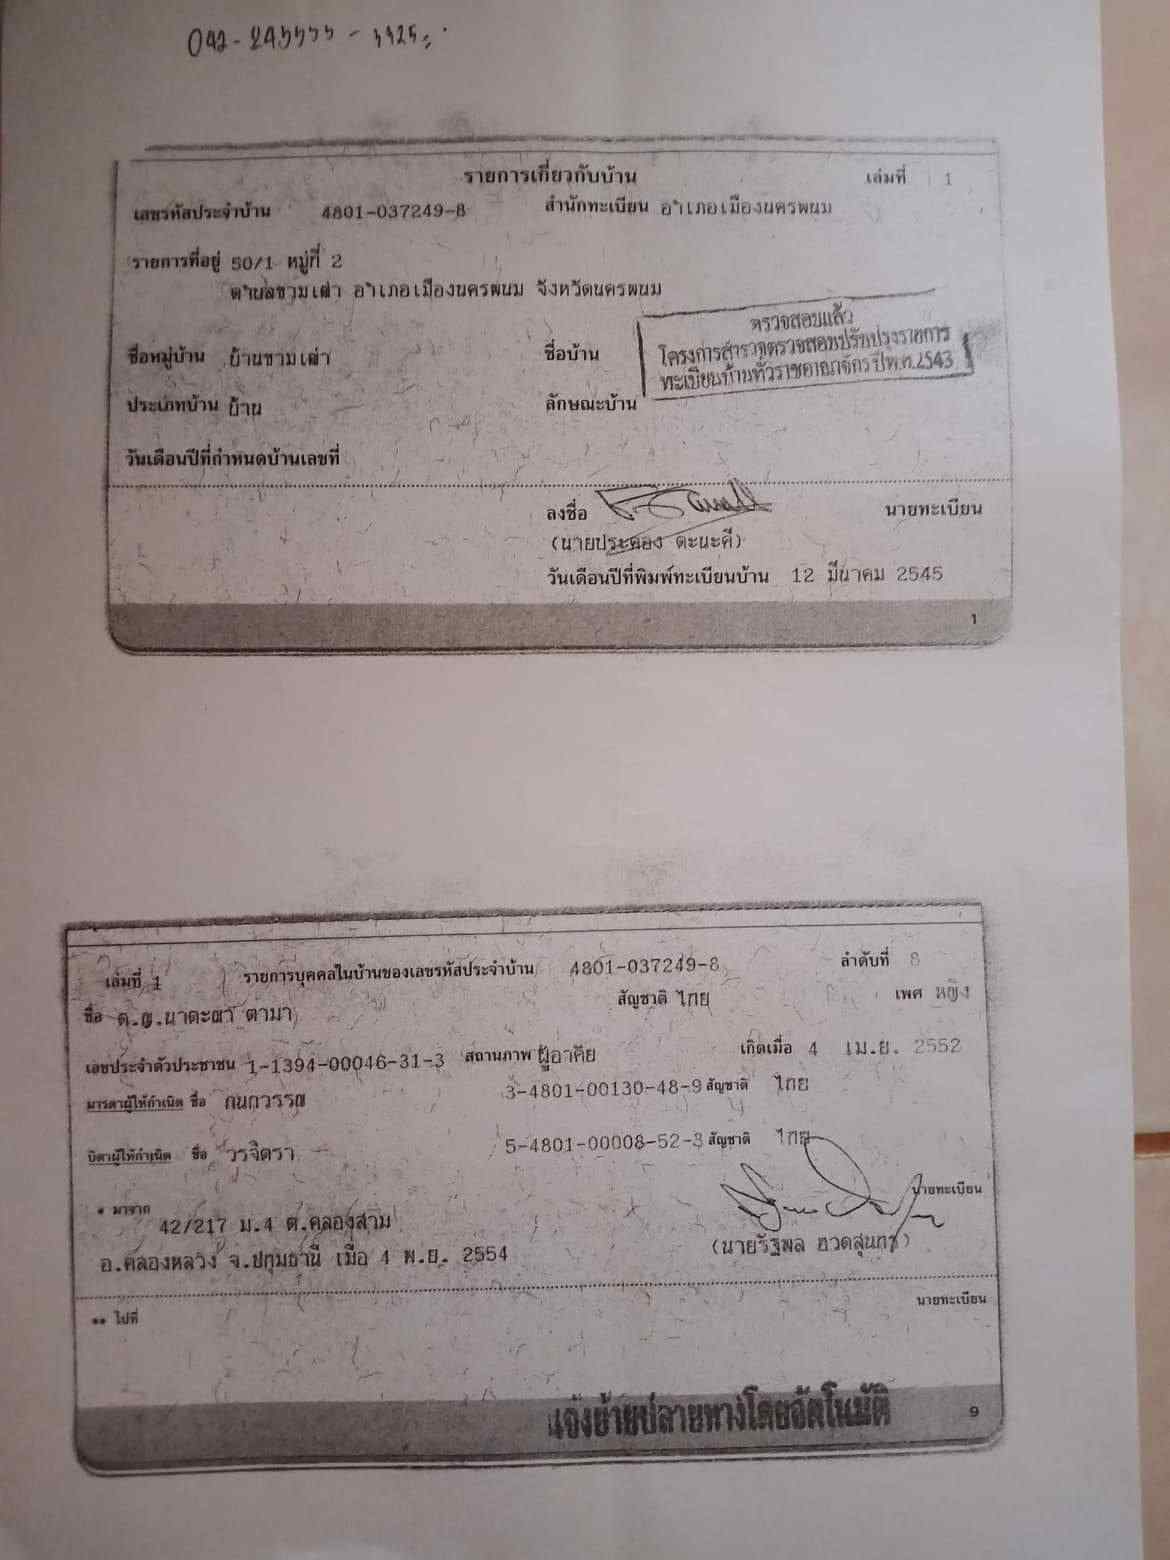 รายการเกี่ยวกับบ้าน เล่มที่ 1
เลขรหัสประจำบ้าน 4801-037249-8 สำนักทะเบียน อำเภอเมืองนครพนม
รายการที่อยู่ 50/1 หมู่ที่ 2
ตำบลขามเฒ่า อำเภอเมืองนครพนม จังหวัดนครพนม
ตรวจสอบแล้ว
โครงการสำรวจตรวจสอบปรับปรุงรายการ
ทะเบียนบ้านทั่วราชอาณาจักร ปี พ.ศ.2543
ชื่อหมู่บ้าน บ้านขามเฒ่า ชื่อบ้าน
ประเภทบ้าน บ้าน ลักษณะบ้าน
วันเดือนปีที่กำหนดบ้านเลขที่
ลงชื่อ นายทะเบียน
(นายประคอง ตะนะดี)
วันเดือนปีที่พิมพ์ทะเบียนบ้าน 12 มีนาคม 2545
1
เล่มที่ 1 รายการบุคคลในบ้านของเลขรหัสประจำบ้าน 4801-037249-8 ลำดับที่ 8
ชื่อ ด.ญ. ตามา สัญชาติ ไทย เพศ หญิง
เลขประจำตัวประชาชน 1-1394-00046-31-3 สถานภาพ ผู้อาศัย เกิดเมื่อ 4 เม.ย. 2552
มารดาผู้ให้กำเนิด ชื่อ กนกวรรณ 3-4801-00130-48-9 สัญชาติ ไทย
บิดาผู้ให้กำเนิด ชื่อ วรจิตรา 5-4801-00008-52-3 สัญชาติ ไทย
* มาจาก 42/217 ม.4 ต.คลองสาม นายทะเบียน
อ.คลองหลวง จ.ปทุมธานี เมื่อ 4 พ.ย. 2554 (นายรัฐพล ฮวดสุนทร)
** ไปที่ นายทะเบียน
แจ้งย้ายปลายทางโดยอัตโนมัติ
9